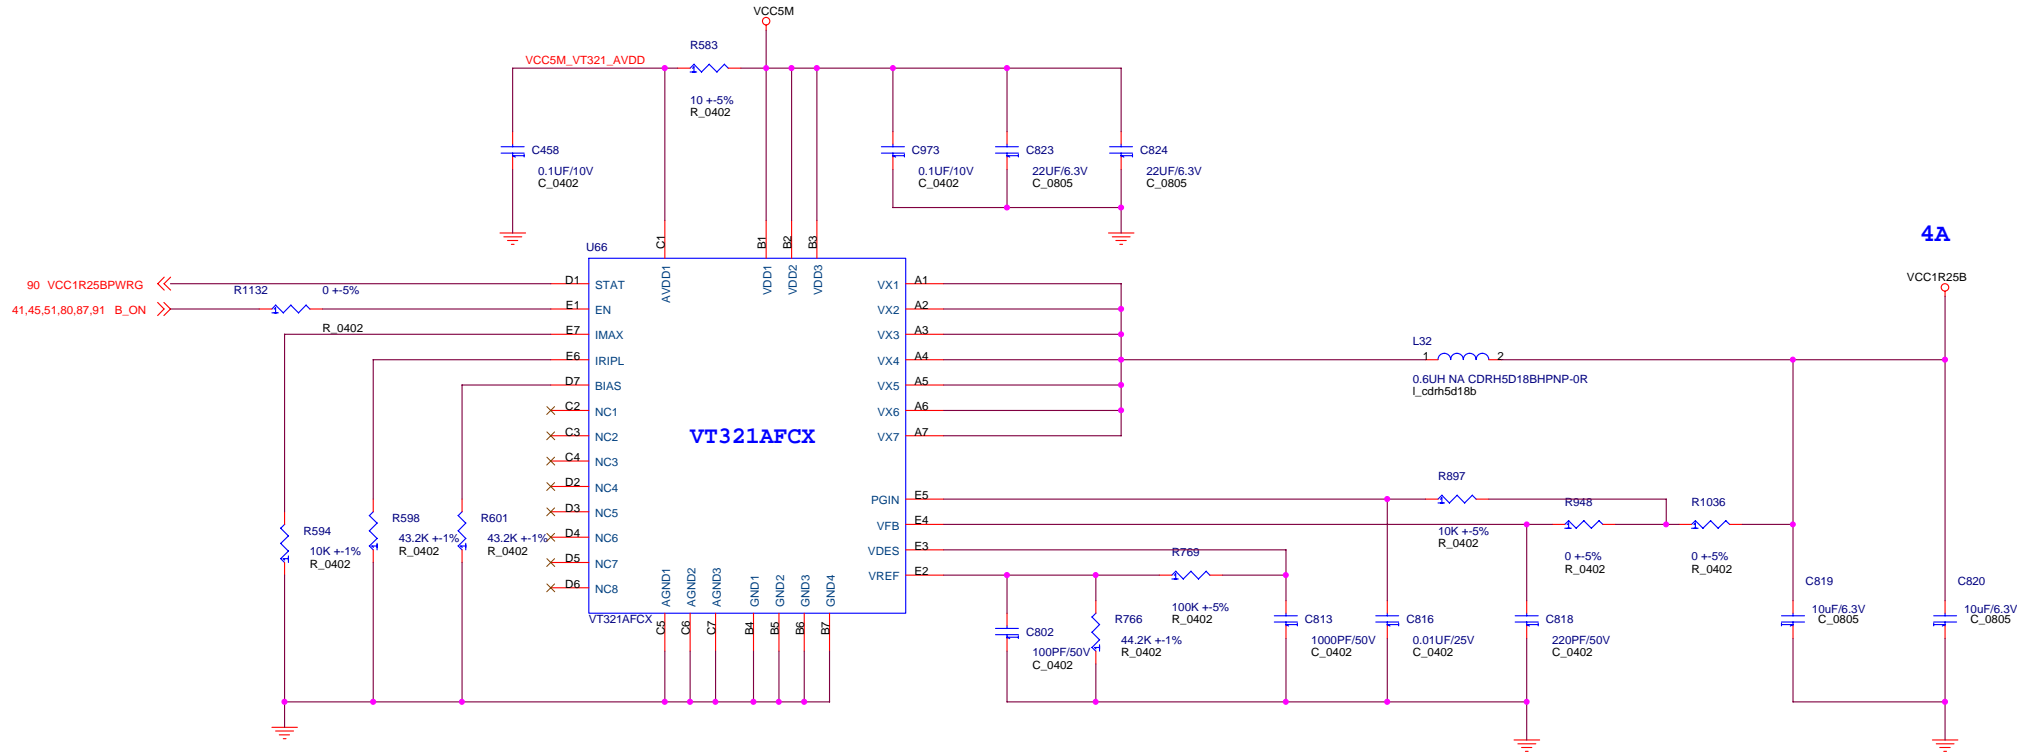 VCC5M
R583
VCC5M_VT321_AVDD
10 +-5%
R_0402
C458
0.1UF/10V
C_0402
C973
0.1UF/10V
C_0402
C823
22UF/6.3V
C_0805
C824
22UF/6.3V
C_0805
4A
VCC1R25B
U66
C1
B1
B2
B3
AVDD1
VDD1
VDD2
VDD3
90 VCC1R25BPWRG
41,45,51,80,87,91 B_ON
R1132
0 +-5%
R_0402
D1 STAT
E1 EN
E7 IMAX
E6 IRIPL
D7 BIAS
C2 NC1
C3 NC2
C4 NC3
D2 NC4
D3 NC5
D4 NC6
D5 NC7
D6 NC8
VT321AFCX
VX1 A1
VX2 A2
VX3 A3
VX4 A4
VX5 A5
VX6 A6
VX7 A7
PGIN E5
VFB E4
VDES E3
VREF E2
L32
1 2
0.6UH NA CDRH5D18BHPNP-0R
l_cdrh5d18b
R594
1
10K +-1%
R_0402
R598
1
43.2K +-1%
R_0402
R601
1
43.2K +-1%
R_0402
AGND1
AGND2
AGND3
GND1
GND2
GND3
GND4
VT321AFCX
C5
C6
C7
B4
B5
B6
B7
R897
1
10K +-5%
R_0402
R948
1
0 +-5%
R_0402
R1036
1
0 +-5%
R_0402
R769
1
100K +-5%
R_0402
C802
100PF/50V
C_0402
R766
1
44.2K +-1%
R_0402
C813
1000PF/50V
C_0402
C816
0.01UF/25V
C_0402
C818
220PF/50V
C_0402
C819
10uF/6.3V
C_0805
C820
10uF/6.3V
C_0805